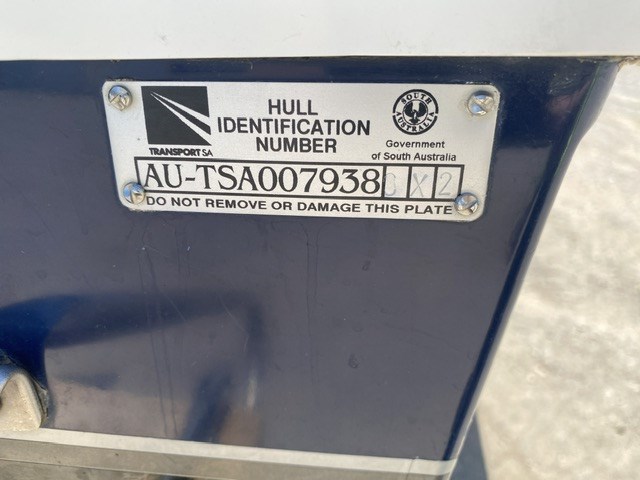 HULL
IDENTIFICATION
NUMBER
TRANSPORT SA
SOUTH AUSTRALIA
Government
of South Australia
AU-TSA007938 J X 2
DO NOT REMOVE OR DAMAGE THIS PLATE